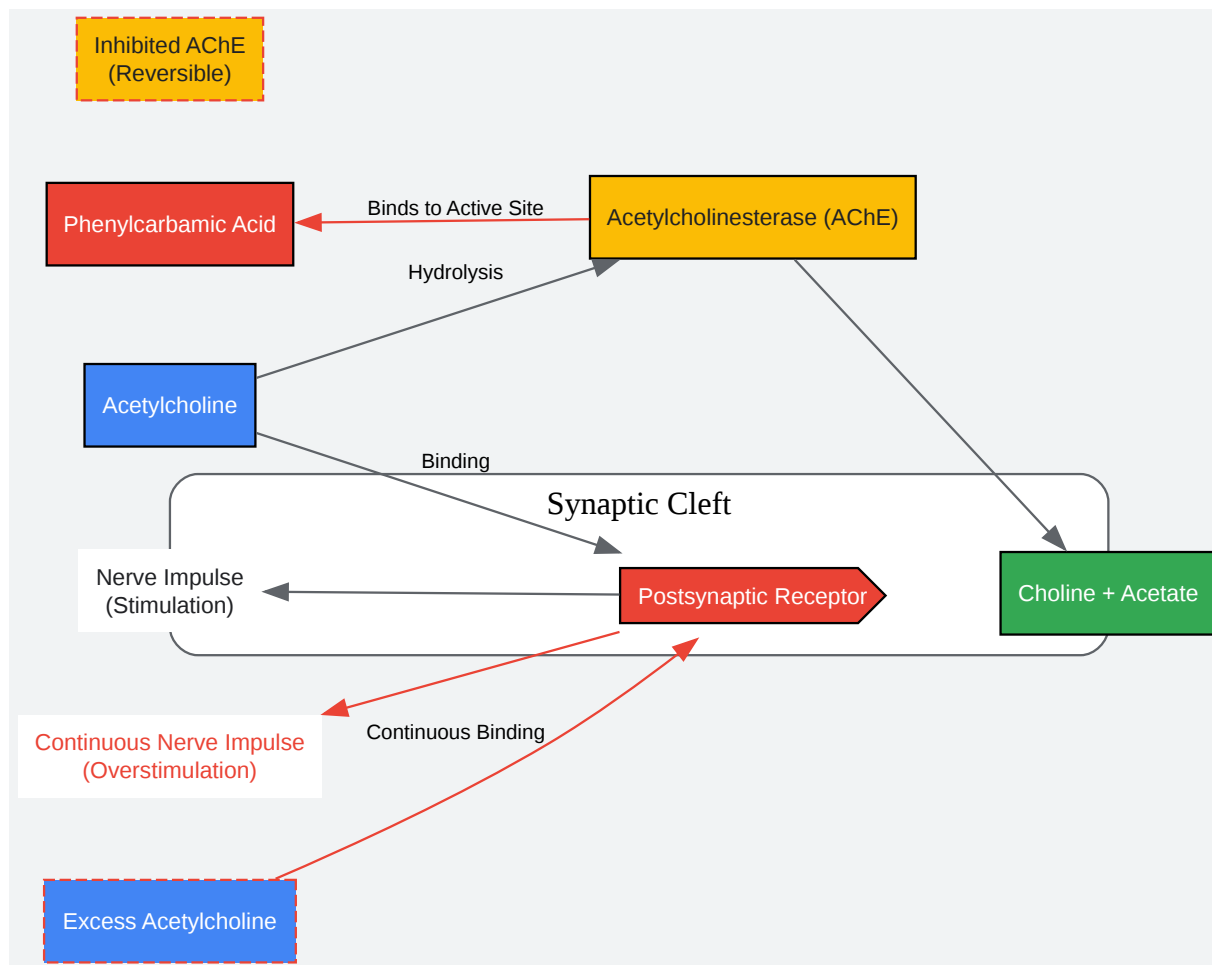 Inhibited AChE
(Reversible)
Phenylcarbamic Acid
Binds to Active Site
Acetylcholinesterase (AChE)
Hydrolysis
Acetylcholine
Binding
Synaptic Cleft
Nerve Impulse
(Stimulation)
Postsynaptic Receptor
Choline + Acetate
Continuous Nerve Impulse
(Overstimulation)
Continuous Binding
Excess Acetylcholine